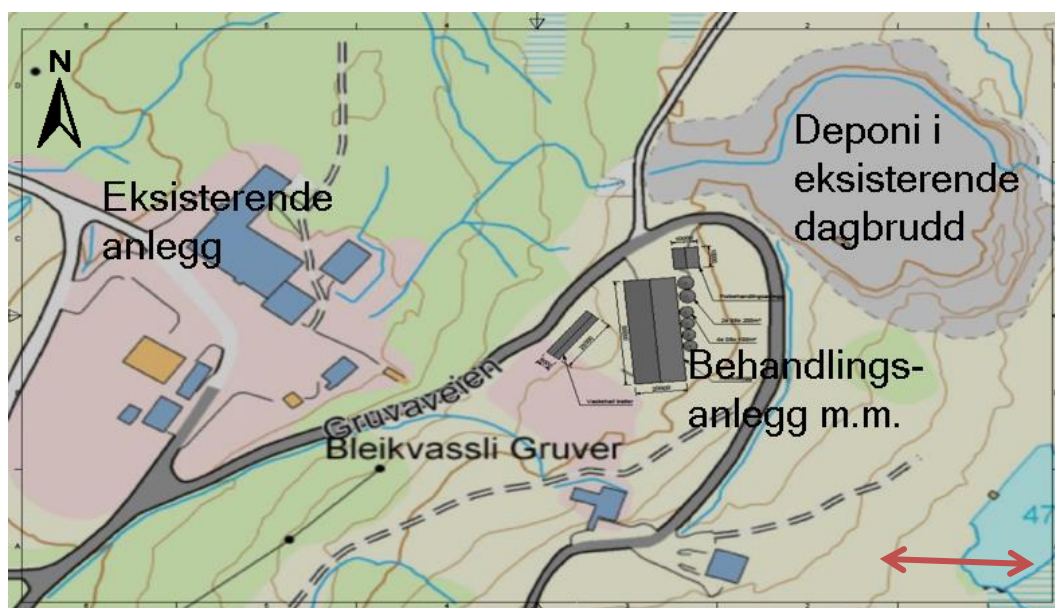 N
Eksisterende
anlegg
Deponi i
eksisterende
dagbrudd
Behandlings-
anlegg m.m.
Gruvaveien
Bleikvassli Gruver
47